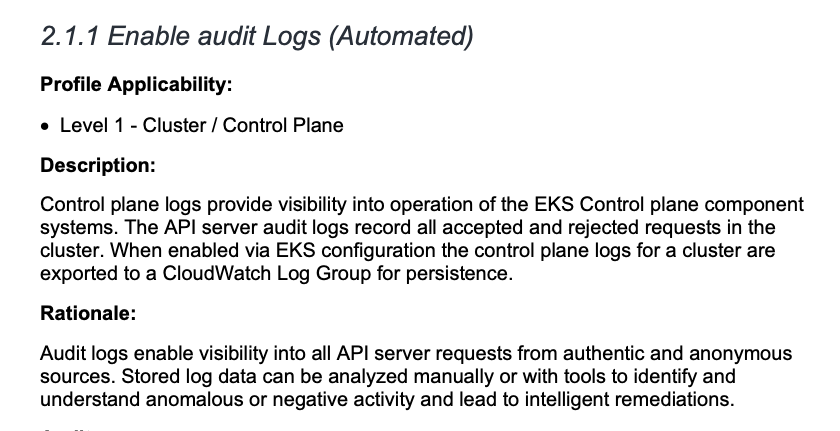 2.1.1 Enable audit Logs (Automated)
Profile Applicability:
• Level 1 - Cluster / Control Plane
Description:
Control plane logs provide visibility into operation of the EKS Control plane component
systems. The API server audit logs record all accepted and rejected requests in the
cluster. When enabled via EKS configuration the control plane logs for a cluster are
exported to a CloudWatch Log Group for persistence.
Rationale:
Audit logs enable visibility into all API server requests from authentic and anonymous
sources. Stored log data can be analyzed manually or with tools to identify and
understand anomalous or negative activity and lead to intelligent remediations.